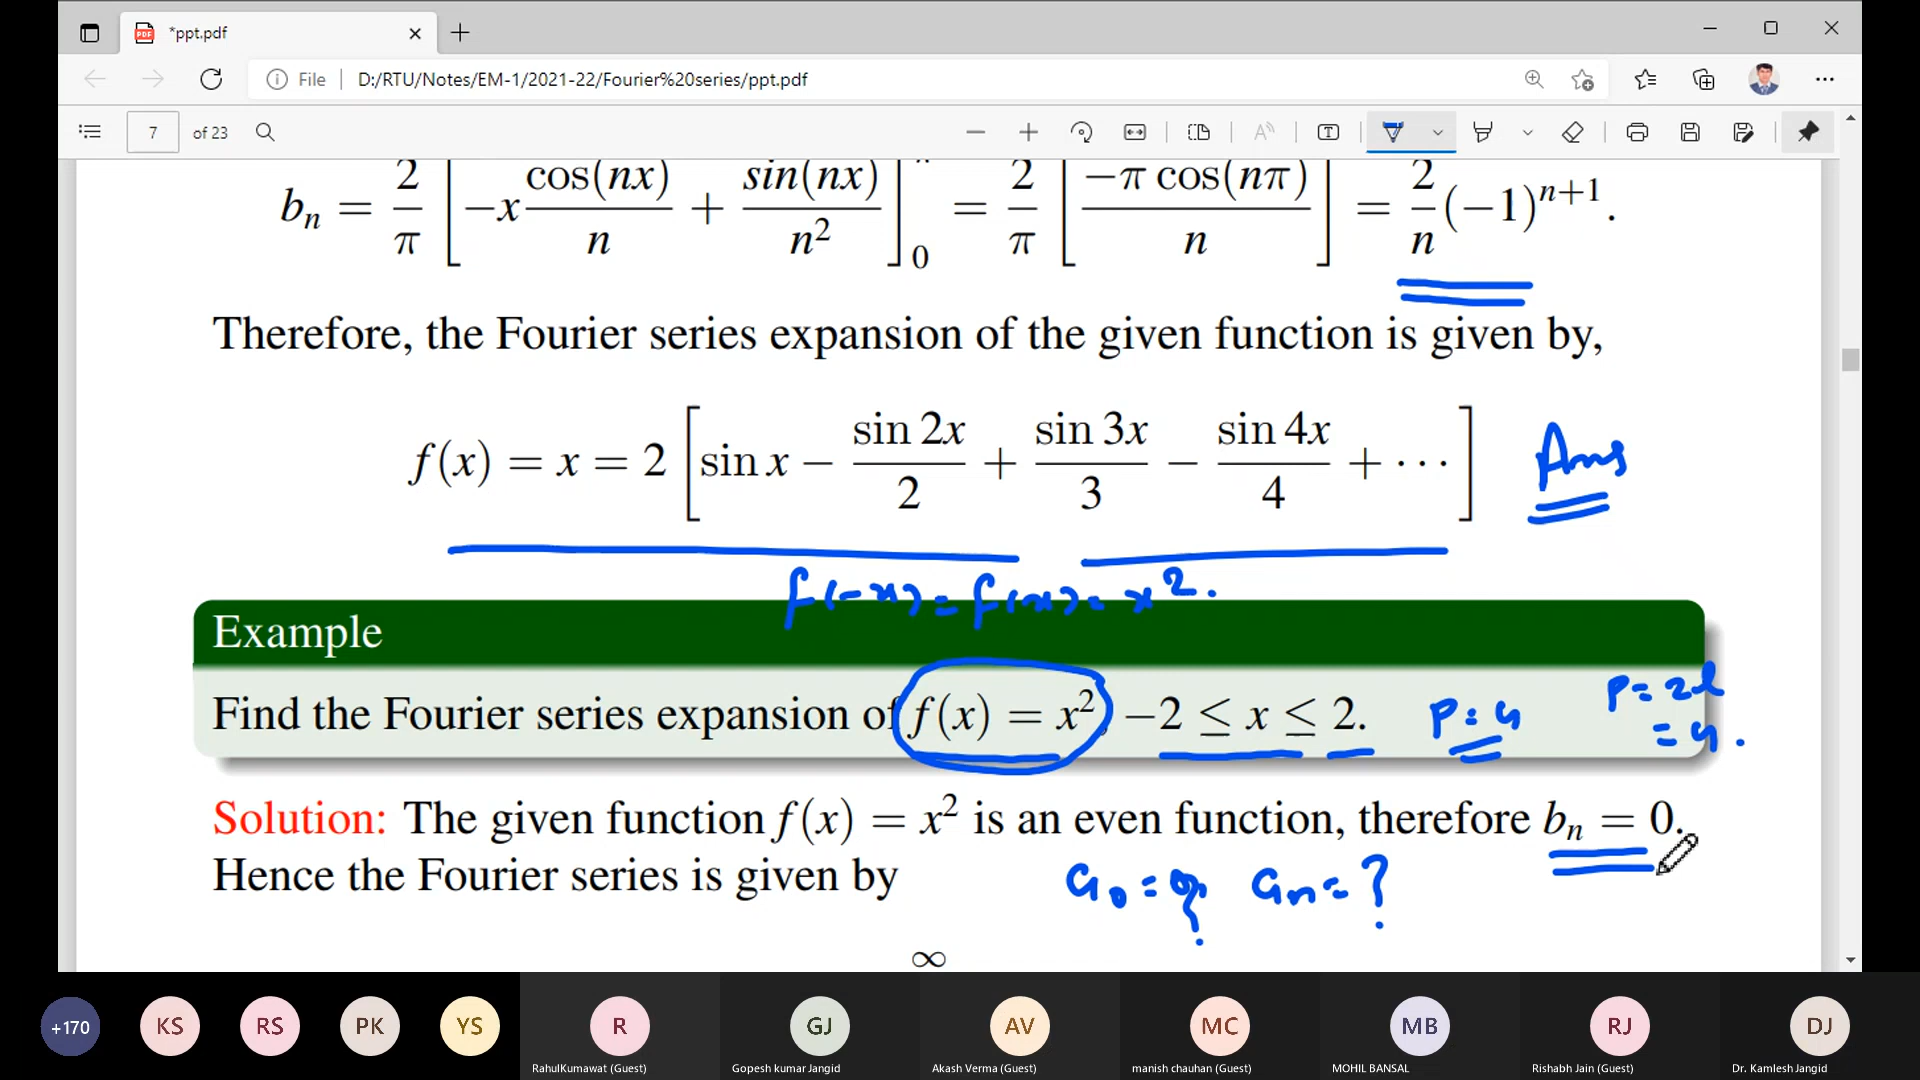 *ppt.pdf
File | D:/RTU/Notes/EM-1/2021-22/Fourier%20series/ppt.pdf
7 of 23
bₙ = 2/π [−x cos(nx)/n + sin(nx)/n²]₀ = 2/π [−π cos(nπ)/n] = 2/n (−1)ⁿ⁺¹.
Therefore, the Fourier series expansion of the given function is given by,
f(x) = x = 2 [sin x − sin 2x/2 + sin 3x/3 − sin 4x/4 + ⋯] Ans
f(-x) = f(x) = x².
Example
Find the Fourier series expansion of f(x) = x² −2 ≤ x ≤ 2. P = 4 P = 2l
= 4.
Solution: The given function f(x) = x² is an even function, therefore bₙ = 0.
Hence the Fourier series is given by a₀ = ? aₙ = ?
∞
+170 KS RS PK YS R GJ AV MC MB RJ DJ
RahulKumawat (Guest) Gopesh kumar Jangid Akash Verma (Guest) manish chauhan (Guest) MOHIL BANSAL Rishabh Jain (Guest) Dr. Kamlesh Jangid